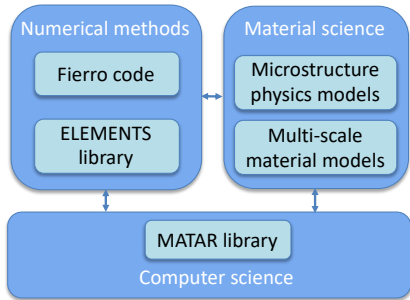 Numerical methods
Fierro code
ELEMENTS
library
Material science
Microstructure
physics models
Multi-scale
material models
MATAR library
Computer science